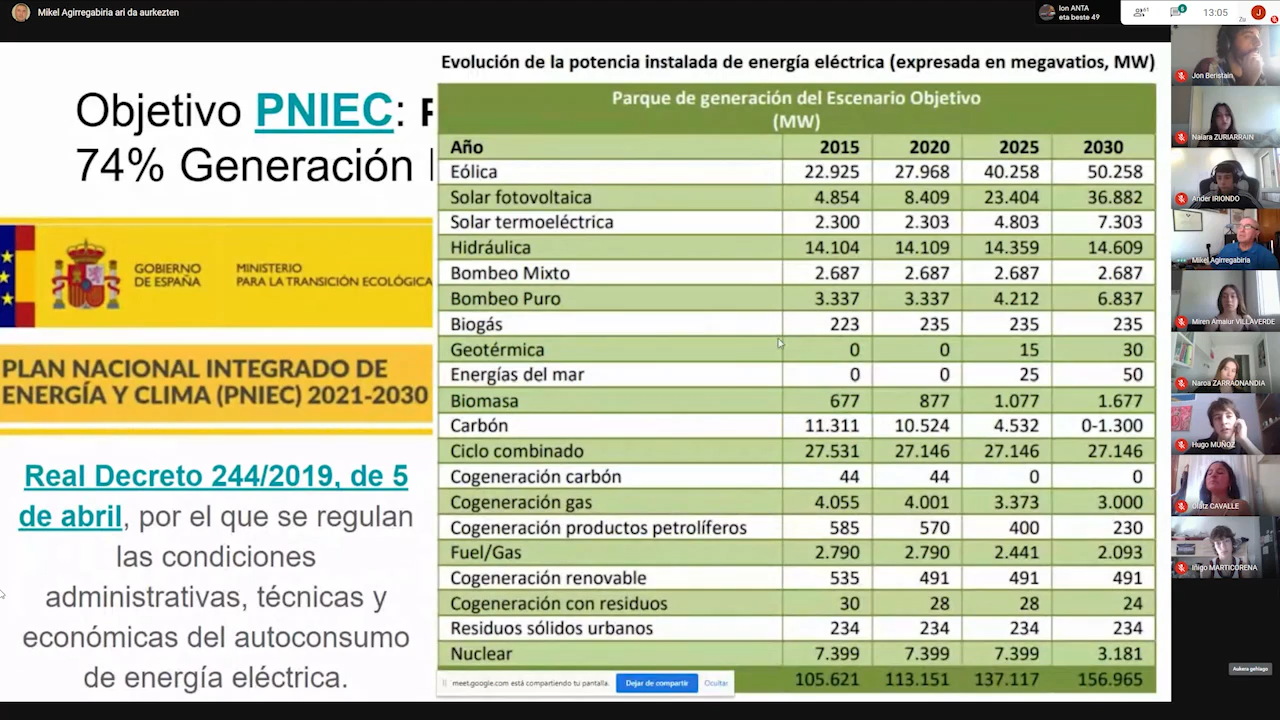 Mikel Agirregabiria ari da aurkezten
Ion ANTA
eta beste 49
61
6
13:05
Zu
J
Objetivo PNIEC:
74% Generación
GOBIERNO
DE ESPAÑA
MINISTERIO
PARA LA TRANSICIÓN ECOLÓGICA
PLAN NACIONAL INTEGRADO DE
ENERGÍA Y CLIMA (PNIEC) 2021-2030
Real Decreto 244/2019, de 5
de abril, por el que se regulan
las condiciones
administrativas, técnicas y
económicas del autoconsumo
de energía eléctrica.
Evolución de la potencia instalada de energía eléctrica (expresada en megavatios, MW)
Parque de generación del Escenario Objetivo
(MW)
Año 2015 2020 2025 2030
Eólica 22.925 27.968 40.258 50.258
Solar fotovoltaica 4.854 8.409 23.404 36.882
Solar termoeléctrica 2.300 2.303 4.803 7.303
Hidráulica 14.104 14.109 14.359 14.609
Bombeo Mixto 2.687 2.687 2.687 2.687
Bombeo Puro 3.337 3.337 4.212 6.837
Biogás 223 235 235 235
Geotérmica 0 0 15 30
Energías del mar 0 0 25 50
Biomasa 677 877 1.077 1.677
Carbón 11.311 10.524 4.532 0-1.300
Ciclo combinado 27.531 27.146 27.146 27.146
Cogeneración carbón 44 44 0 0
Cogeneración gas 4.055 4.001 3.373 3.000
Cogeneración productos petrolíferos 585 570 400 230
Fuel/Gas 2.790 2.790 2.441 2.093
Cogeneración renovable 535 491 491 491
Cogeneración con residuos 30 28 28 24
Residuos sólidos urbanos 234 234 234 234
Nuclear 7.399 7.399 7.399 3.181
105.621 113.151 137.117 156.965
meet.google.com está compartiendo tu pantalla. Dejar de compartir Ocultar
Jon Beristain
Naiara ZURIARRAIN
Ander IRIONDO
Mikel Agirregabiria
Miren Amaiur VILLAVERDE
Naroa ZARRAONANDIA
Hugo MUÑOZ
Olatz CAVALLE
Iñigo MARTICORENA
Aukera gehiago